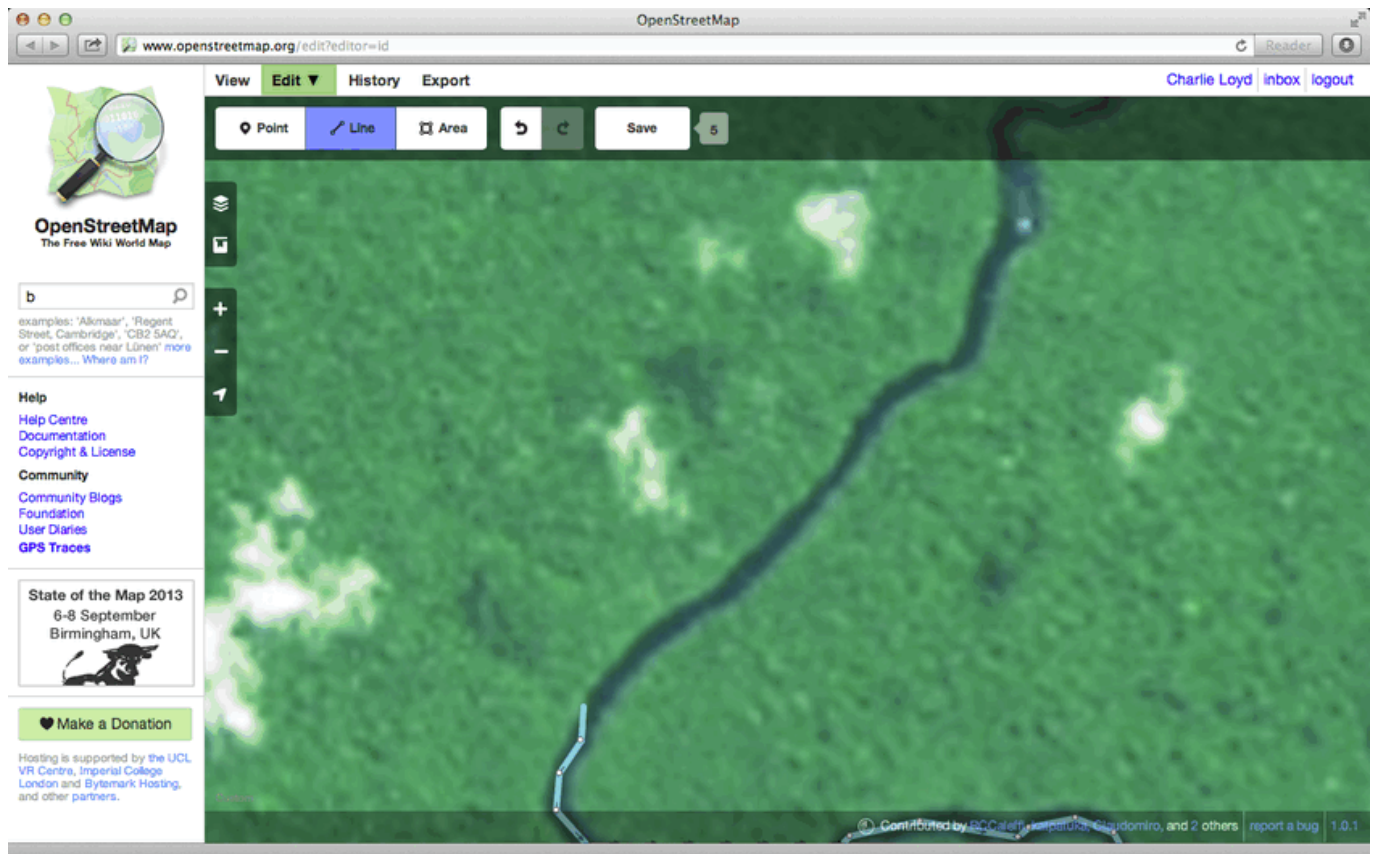 OpenStreetMap
www.openstreetmap.org/edit?editor=id
Reader
View Edit ▼ History Export
Charlie Loyd inbox logout
Point Line Area Save 5
OpenStreetMap
The Free Wiki World Map
b
examples: 'Alkmaar', 'Regent
Street, Cambridge', 'CB2 5AQ',
or 'post offices near Lünen' more
examples... Where am I?
Help
Help Centre
Documentation
Copyright & License
Community
Community Blogs
Foundation
User Diaries
GPS Traces
State of the Map 2013
6-8 September
Birmingham, UK
Make a Donation
Hosting is supported by the UCL
VR Centre, Imperial College
London and Bytemark Hosting,
and other partners.
Contributed by Claudomiro, and 2 others report a bug 1.0.1